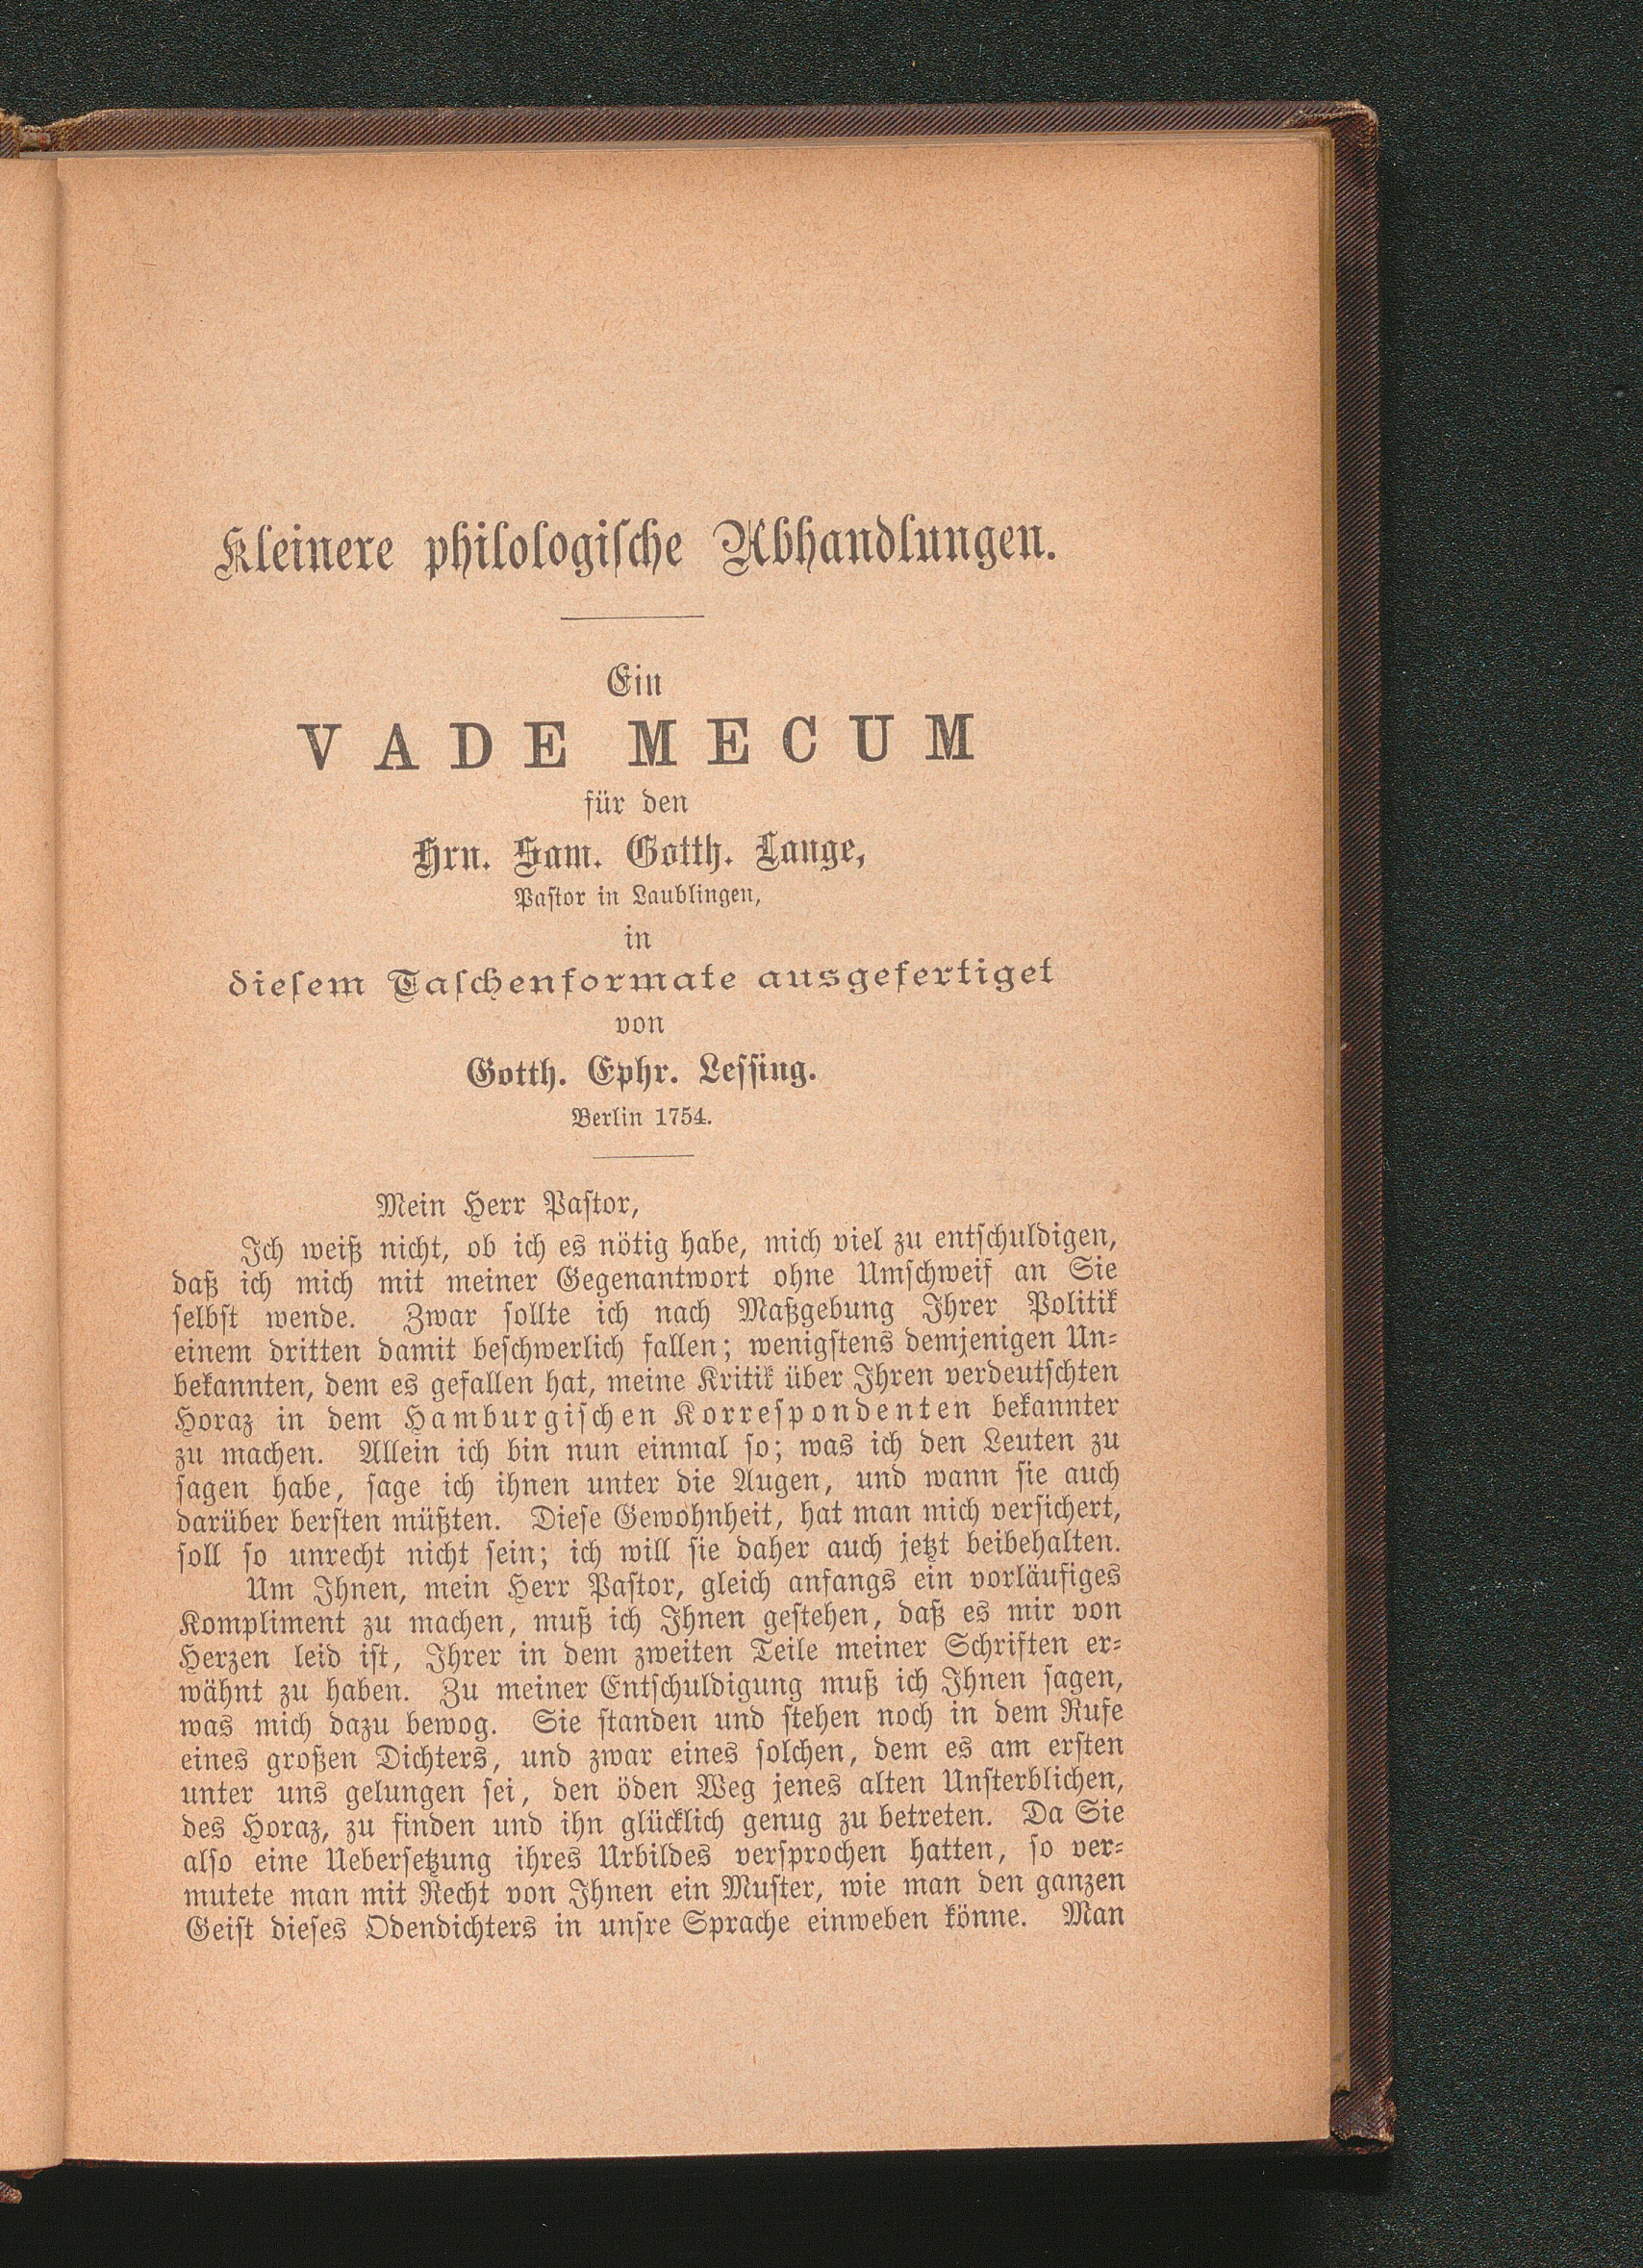 Kleinere philologische Abhandlungen.
Ein
VADE MECUM
für den
Hrn. Sam. Gotth. Lange,
Pastor in Laublingen,
in
diesem Taschenformate ausgefertiget
von
Gotth. Ephr. Lessing.
Berlin 1754.
Mein Herr Pastor,
Ich weiß nicht, ob ich es nötig habe, mich viel zu entschuldigen,
daß ich mich mit meiner Gegenantwort ohne Umschweif an Sie
selbst wende. Zwar sollte ich nach Maßgebung Ihrer Politik
einem dritten damit beschwerlich fallen; wenigstens demjenigen Un-
bekannten, dem es gefallen hat, meine Kritik über Ihren verdeutschten
Horaz in dem Hamburgischen Korrespondenten bekannter
zu machen. Allein ich bin nun einmal so; was ich den Leuten zu
sagen habe, sage ich ihnen unter die Augen, und wann sie auch
darüber bersten müßten. Diese Gewohnheit, hat man mich versichert,
soll so unrecht nicht sein; ich will sie daher auch jetzt beibehalten.
Um Ihnen, mein Herr Pastor, gleich anfangs ein vorläufiges
Kompliment zu machen, muß ich Ihnen gestehen, daß es mir von
Herzen leid ist, Ihrer in dem zweiten Teile meiner Schriften er-
wähnt zu haben. Zu meiner Entschuldigung muß ich Ihnen sagen,
was mich dazu bewog. Sie standen und stehen noch in dem Rufe
eines großen Dichters, und zwar eines solchen, dem es am ersten
unter uns gelungen sei, den öden Weg jenes alten Unsterblichen,
des Horaz, zu finden und ihn glücklich genug zu betreten. Da Sie
also eine Uebersetzung ihres Urbildes versprochen hatten, so ver-
mutete man mit Recht von Ihnen ein Muster, wie man den ganzen
Geist dieses Odendichters in unsre Sprache einweben könne. Man